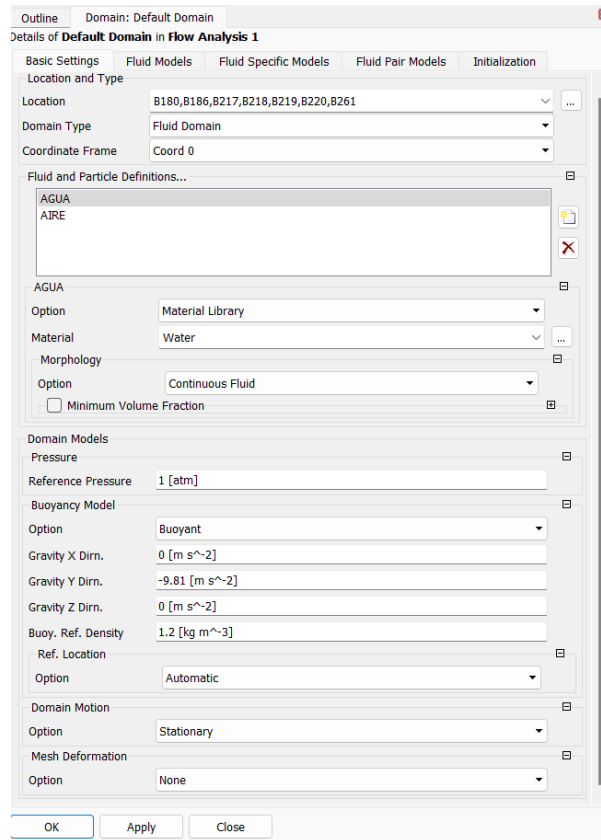 Outline Domain: Default Domain
Details of Default Domain in Flow Analysis 1
Basic Settings Fluid Models Fluid Specific Models Fluid Pair Models Initialization
Location and Type
Location B180,B186,B217,B218,B219,B220,B261 ...
Domain Type Fluid Domain
Coordinate Frame Coord 0
Fluid and Particle Definitions...
AGUA
AIRE
AGUA
Option Material Library
Material Water ...
Morphology
Option Continuous Fluid
Minimum Volume Fraction
Domain Models
Pressure
Reference Pressure 1 [atm]
Buoyancy Model
Option Buoyant
Gravity X Dirn. 0 [m s^-2]
Gravity Y Dirn. -9.81 [m s^-2]
Gravity Z Dirn. 0 [m s^-2]
Buoy. Ref. Density 1.2 [kg m^-3]
Ref. Location
Option Automatic
Domain Motion
Option Stationary
Mesh Deformation
Option None
OK Apply Close